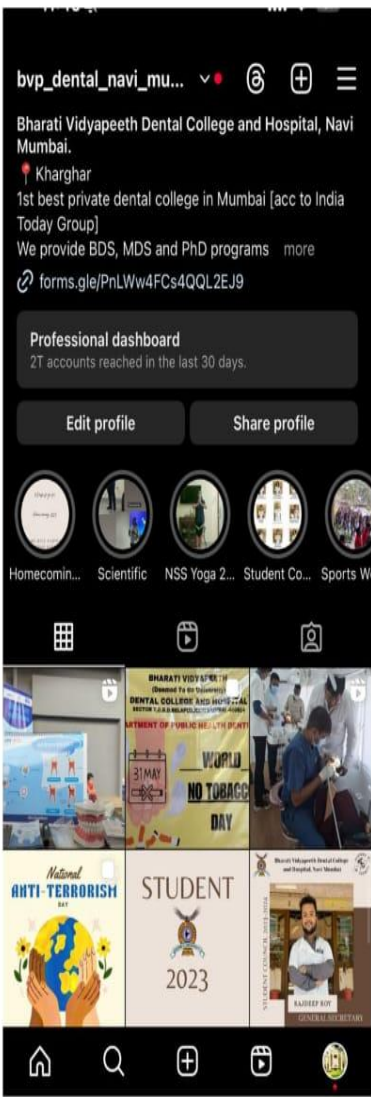 bvp_dental_navi_mu...
Bharati Vidyapeeth Dental College and Hospital, Navi
Mumbai.
📍 Kharghar
1st best private dental college in Mumbai [acc to India
Today Group]
We provide BDS, MDS and PhD programs more
forms.gle/PnLWw4FCs4QQL2EJ9
Professional dashboard
2T accounts reached in the last 30 days.
Edit profile
Share profile
Homecomin...
Scientific
NSS Yoga 2...
Student Co...
Sports W
BHARATI VIDYAPEETH
DENTAL COLLEGE AND HOSPITAL
ARTMENT OF PUBLIC HEALTH DENTI
31 MAY
WORLD
NO TOBACC
DAY
National
ANTI-TERRORISM
DAY
STUDENT
2023
Bharati Vidyapeeth Dental College
and Hospital, Navi Mumbai
STUDENT COUNCIL 2023-2024
RAJDEEP ROY
GENERAL SECRETARY